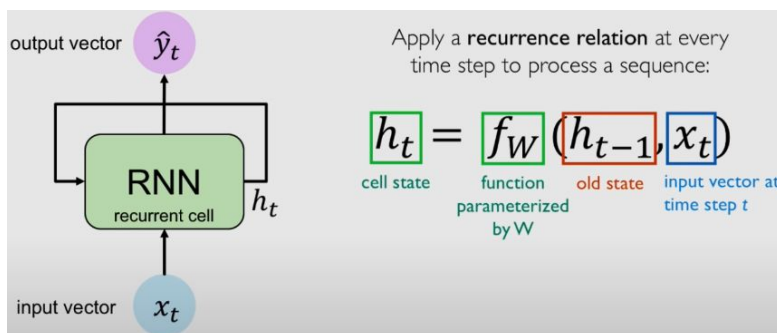 output vector
ŷₜ
RNN
recurrent cell
hₜ
input vector
xₜ
Apply a recurrence relation at every
time step to process a sequence:
hₜ = f_W (hₜ₋₁, xₜ)
cell state
function
parameterized
by W
old state
input vector at
time step t